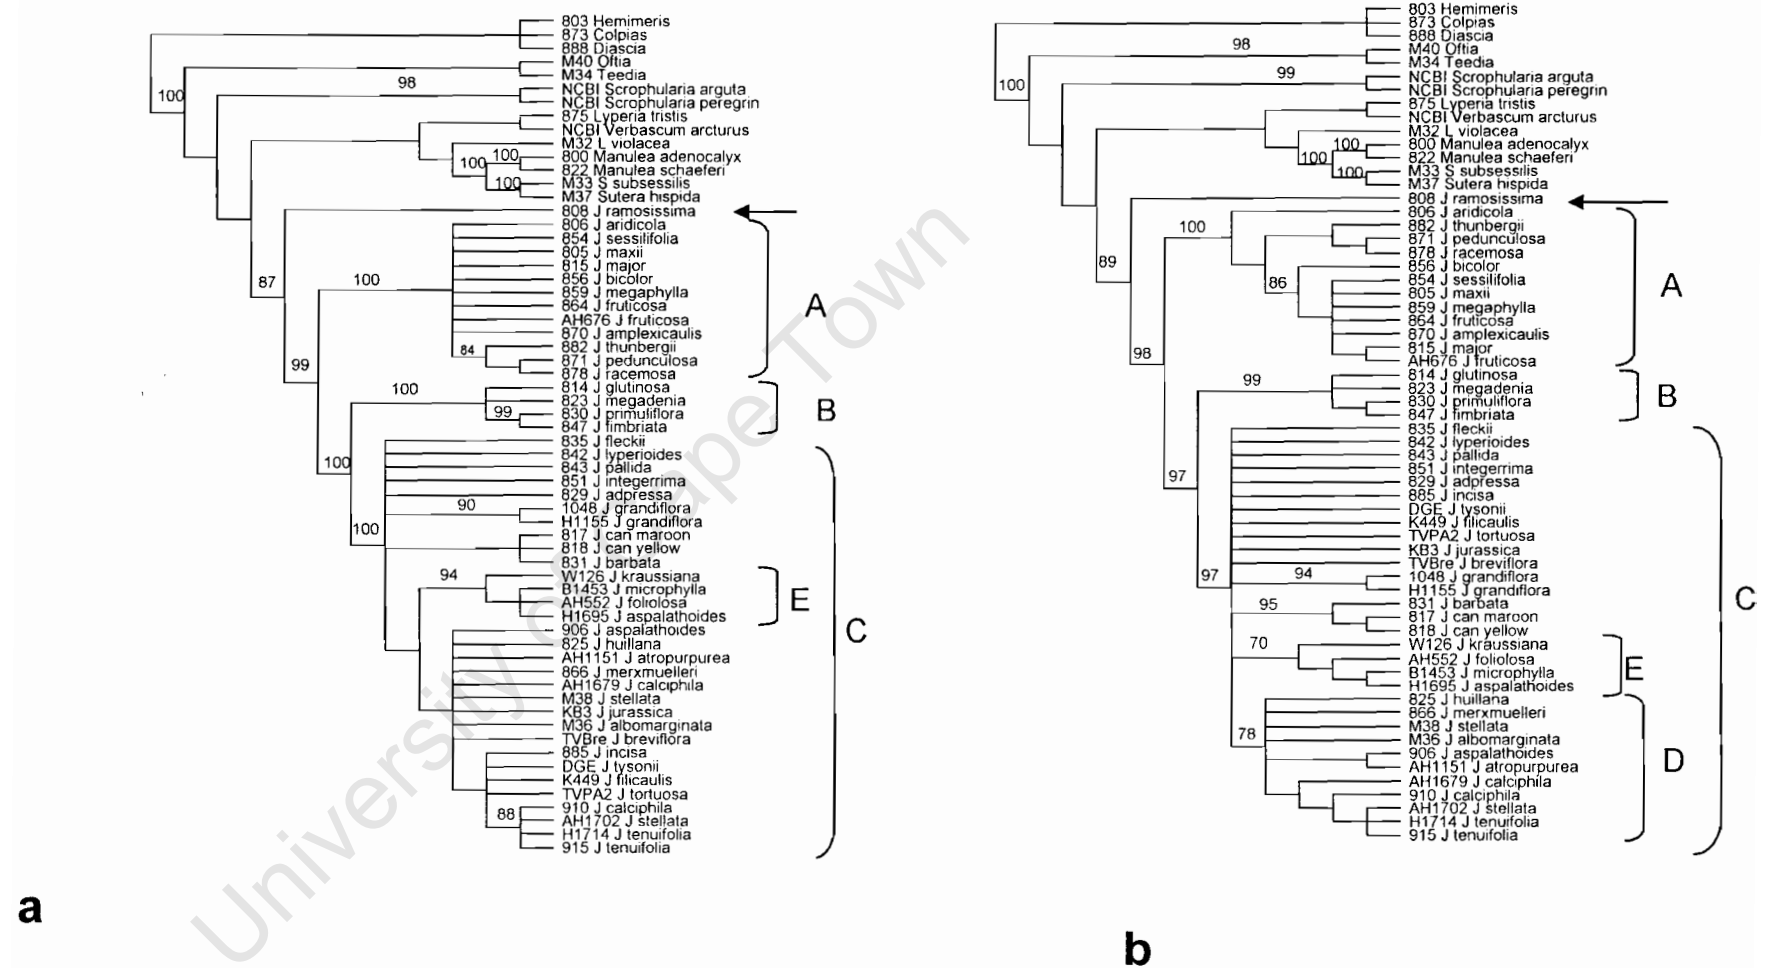 803 Hemimeris
873 Colpias
888 Diascia
M40 Oftia
M34 Teedia
98
NCBI Scrophularia arguta
100
NCBI Scrophularia peregrin
875 Lyperia tristis
NCBI Verbascum arcturus
M32 L violacea
100
100
800 Manulea adenocalyx
822 Manulea schaeferi
100
M33 S subsessilis
M37 Sutera hispida
808 J ramosissima
806 J aridicola
854 J sessilifolia
805 J maxii
815 J major
87
100
856 J bicolor
859 J megaphylla
864 J fruticosa
A
AH676 J fruticosa
870 J amplexicaulis
84
882 J thunbergii
99
871 J pedunculosa
878 J racemosa
100
814 J glutinosa
823 J megadenia
99
830 J primuliflora
B
847 J fimbriata
835 J fleckii
842 J lyperioides
100
843 J pallida
851 J integerrima
829 J adpressa
90
1048 J grandiflora
H1155 J grandiflora
100
817 J can maroon
818 J can yellow
831 J barbata
94
W126 J kraussiana
B1453 J microphylla
E
AH552 J foliolosa
H1695 J aspalathoides
906 J aspalathoides
C
825 J huillana
AH1151 J atropurpurea
866 J merxmuelleri
AH1679 J calciphila
M38 J stellata
KB3 J jurassica
M36 J albomarginata
TVBre J breviflora
885 J incisa
DGE J tysonii
K449 J filicaulis
TVPA2 J tortuosa
88
910 J calciphila
AH1702 J stellata
H1714 J tenuifolia
915 J tenuifolia
a
803 Hemimeris
873 Colpias
888 Diascia
98
M40 Oftia
M34 Teedia
99
NCBI Scrophularia arguta
100
NCBI Scrophularia peregrin
875 Lyperia tristis
NCBI Verbascum arcturus
M32 L violacea
100
800 Manulea adenocalyx
100
822 Manulea schaeferi
100
M33 S subsessilis
M37 Sutera hispida
808 J ramosissima
806 J aridicola
100
882 J thunbergii
871 J pedunculosa
878 J racemosa
89
856 J bicolor
86
854 J sessilifolia
A
805 J maxii
859 J megaphylla
864 J fruticosa
870 J amplexicaulis
98
815 J major
AH676 J fruticosa
99
814 J glutinosa
823 J megadenia
B
830 J primuliflora
847 J fimbriata
835 J fleckii
842 J lyperioides
843 J pallida
97
851 J integerrima
829 J adpressa
885 J incisa
DGE J tysonii
K449 J filicaulis
TVPA2 J tortuosa
KB3 J jurassica
TVBre J breviflora
97
94
1048 J grandiflora
H1155 J grandiflora
C
95
831 J barbata
817 J can maroon
818 J can yellow
70
W126 J kraussiana
AH552 J foliolosa
E
B1453 J microphylla
H1695 J aspalathoides
825 J huillana
866 J merxmuelleri
M38 J stellata
78
M36 J albomarginata
906 J aspalathoides
D
AH1151 J atropurpurea
AH1679 J calciphila
910 J calciphila
AH1702 J stellata
H1714 J tenuifolia
915 J tenuifolia
b
University of Cape Town